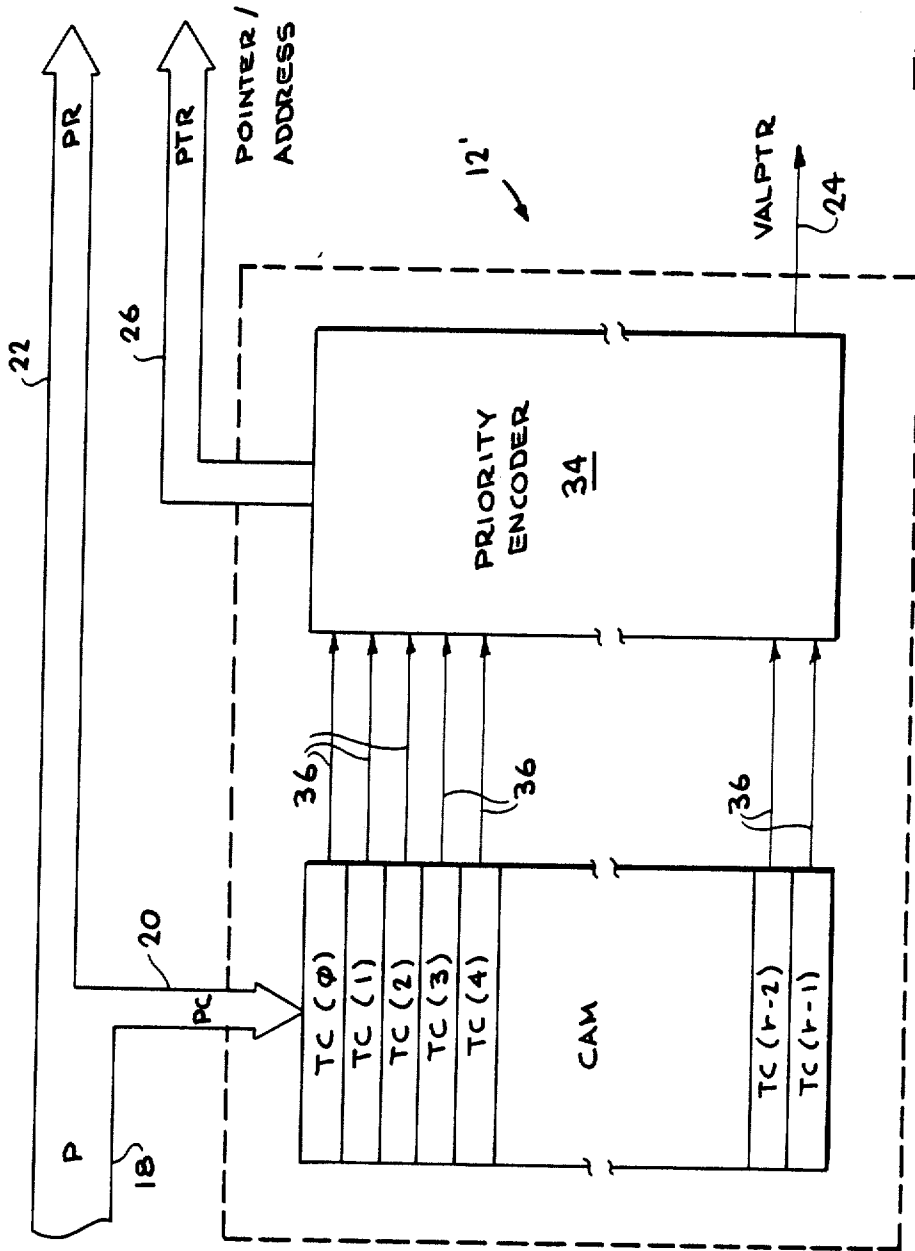 22
P
PR
18
20
PC
26
PTR
POINTER /
ADDRESS
12'
TC (φ)
TC (1)
TC (2)
TC (3)
TC (4)
CAM
TC (r-2)
TC (r-1)
36
36
36
PRIORITY
ENCODER
34
VALPTR
24